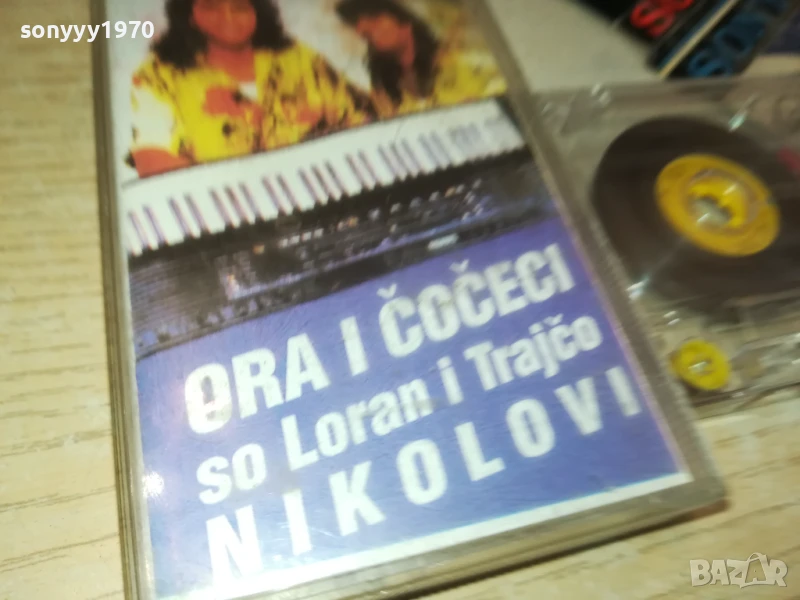 sonyyy1970
ORA I ČOČECI
so Loran i Trajčo
NIKOLOVI
BAZAR